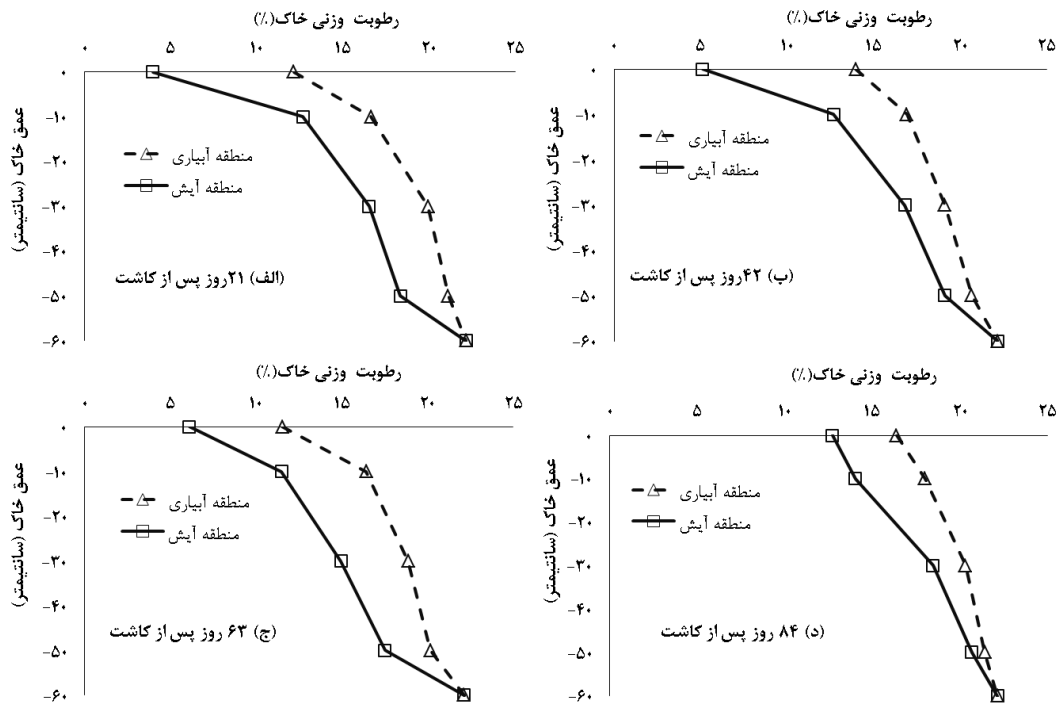 رطوبت وزنی خاک(٪)
۰ ۵ ۱۰ ۱۵ ۲۰ ۲۵
۰
-۱۰
-۲۰
-۳۰
-۴۰
-۵۰
-۶۰
عمق خاک (سانتیمتر)
منطقه آبیاری
منطقه آیش
(ب) ۴۲روز پس از کاشت
رطوبت وزنی خاک(٪)
۰ ۵ ۱۰ ۱۵ ۲۰ ۲۵
۰
-۱۰
-۲۰
-۳۰
-۴۰
-۵۰
-۶۰
عمق خاک (سانتیمتر)
منطقه آبیاری
منطقه آیش
(الف) ۲۱روز پس از کاشت
رطوبت وزنی خاک(٪)
۰ ۵ ۱۰ ۱۵ ۲۰ ۲۵
۰
-۱۰
-۲۰
-۳۰
-۴۰
-۵۰
-۶۰
عمق خاک (سانتیمتر)
منطقه آبیاری
منطقه آیش
(د) ۸۴ روز پس از کاشت
رطوبت وزنی خاک(٪)
۰ ۵ ۱۰ ۱۵ ۲۰ ۲۵
۰
-۱۰
-۲۰
-۳۰
-۴۰
-۵۰
-۶۰
عمق خاک (سانتیمتر)
منطقه آبیاری
منطقه آیش
(ج) ۶۳ روز پس از کاشت